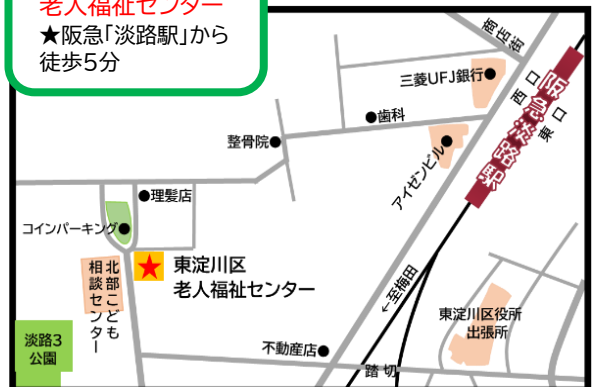 老人福祉センター
★阪急「淡路駅」から
徒歩5分
商店街
三菱UFJ銀行
西口
阪急淡路駅
東口
歯科
整骨院
アイゼンビル
理髪店
コインパーキング
東淀川区
老人福祉センター
北部こども
相談センター
←至梅田
東淀川区役所
出張所
淡路3
公園
不動産店
踏切